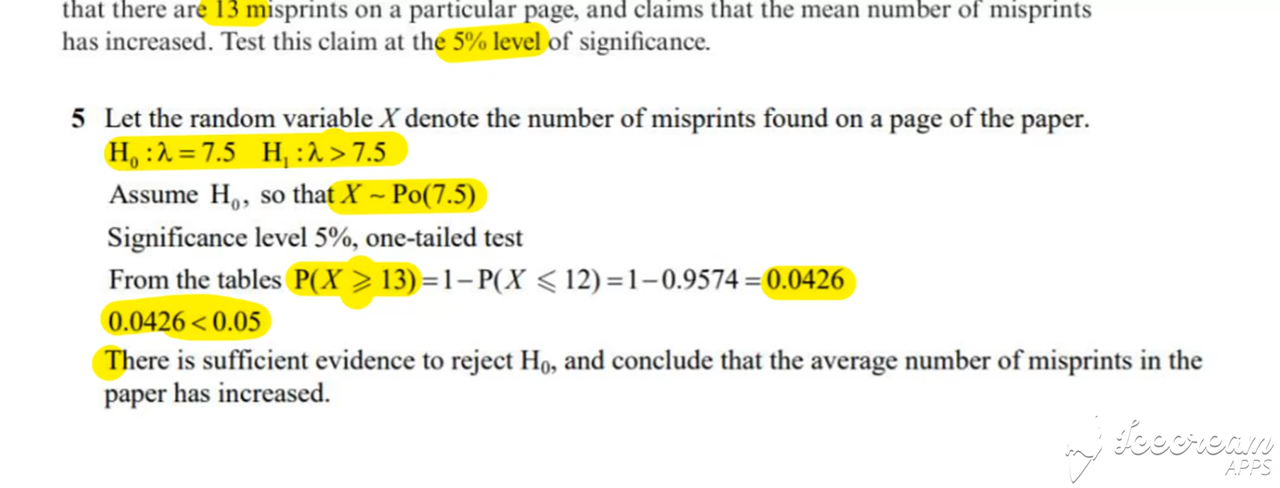 that there are 13 misprints on a particular page, and claims that the mean number of misprints
has increased. Test this claim at the 5% level of significance.
5 Let the random variable X denote the number of misprints found on a page of the paper.
H₀ : λ = 7.5 H₁ : λ > 7.5
Assume H₀, so that X ~ Po(7.5)
Significance level 5%, one-tailed test
From the tables P(X ⩾ 13) = 1 − P(X ⩽ 12) = 1 − 0.9574 = 0.0426
0.0426 < 0.05
There is sufficient evidence to reject H₀, and conclude that the average number of misprints in the
paper has increased.
Icecream
APPS